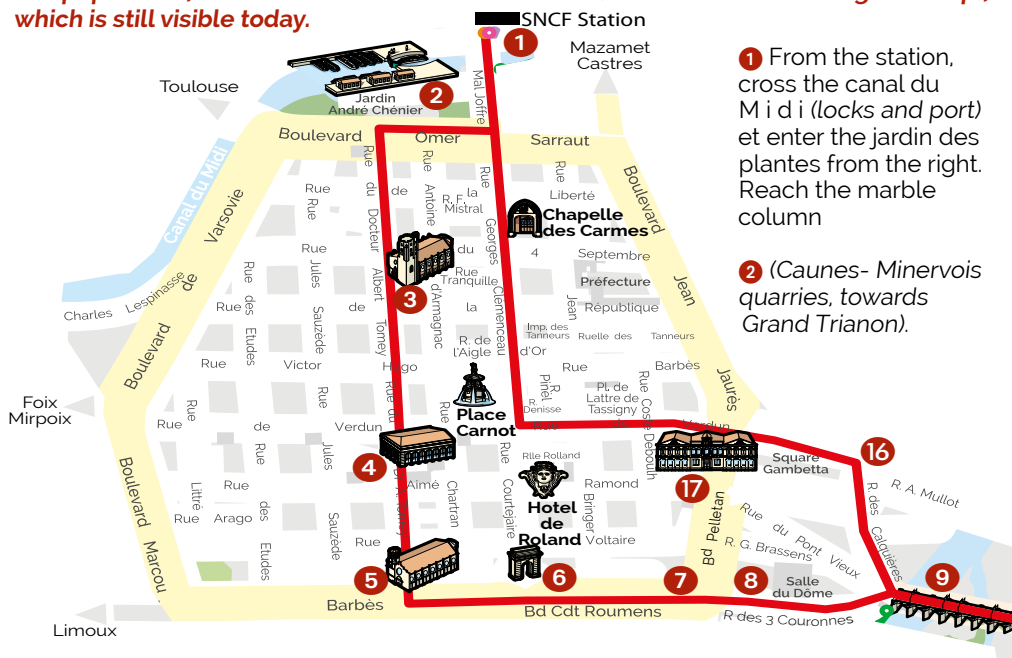 which is still visible today.
SNCF Station
1
Mazamet
Castres
Toulouse
2
Jardin
André Chénier
Mal Joffre
Boulevard
Omer
Sarraut
1 From the station,
cross the canal du
M i d i (locks and port)
et enter the jardin des
plantes from the right.
Reach the marble
column
2 (Caunes- Minervois
quarries, towards
Grand Trianon).
Canal du Midi
Boulevard de Varsovie
Charles Lespinasse
Rue du Docteur Albert Tomey
Rue Antoine d'Armagnac
Rue Georges Clemenceau
Rue de la Liberté
R. F.
Mistral
Chapelle
des Carmes
Rue du 4 Septembre
3
Rue
Tranquille
Préfecture
Rue de la République
Rue Jules Sauzède
Rue des Etudes
Imp. des
Tanneurs
Ruelle des Tanneurs
R. de
l'Aigle d'Or
Rue Victor Hugo
Rue Barbès
Boulevard Jean Jaurès
Jean
R.
Pinel
R.
Denisse
Pl. de
Lattre de
Tassigny
Rue Coste Deboulh
Foix
Mirpoix
Place
Carnot
Rue de Verdun
Rue de Verdun
4
17
Square
Gambetta
16
R. A. Mullot
Rlle Rolland
Rue Aimé Ramond
Hotel
de
Roland
Rue Littré
Rue des Etudes
Jules Sauzède
Rue du
Chartran
Rue Courtejaire
Bringer
Rue Arago
Rue Voltaire
Bd Pelletan
Rue du Pont Vieux
R. G. Brassens
R. des Calquières
Boulevard Marcou
5
6
7
8
Salle
du Dôme
9
Barbès
Bd Cdt Roumens
R des 3 Couronnes
Limoux